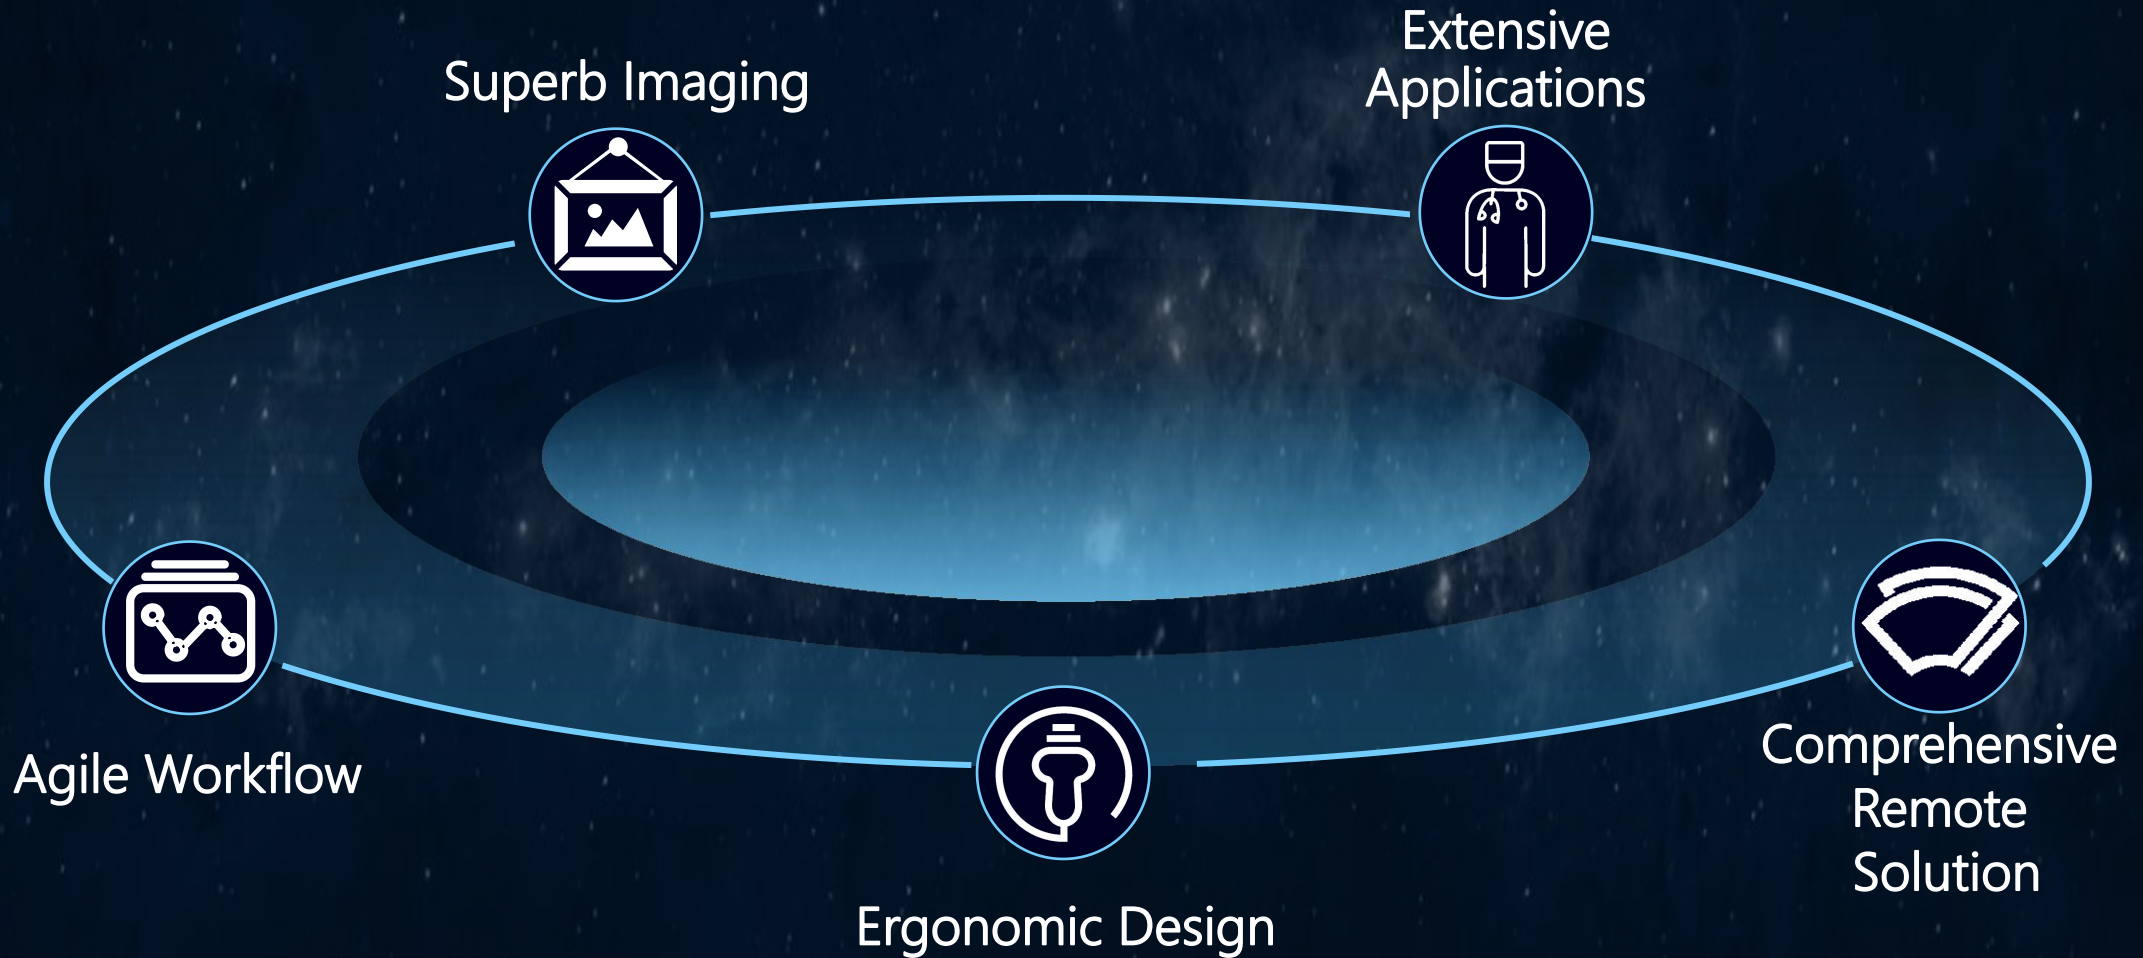 Superb Imaging
Extensive
Applications
Agile Workflow
Comprehensive
Remote
Solution
Ergonomic Design